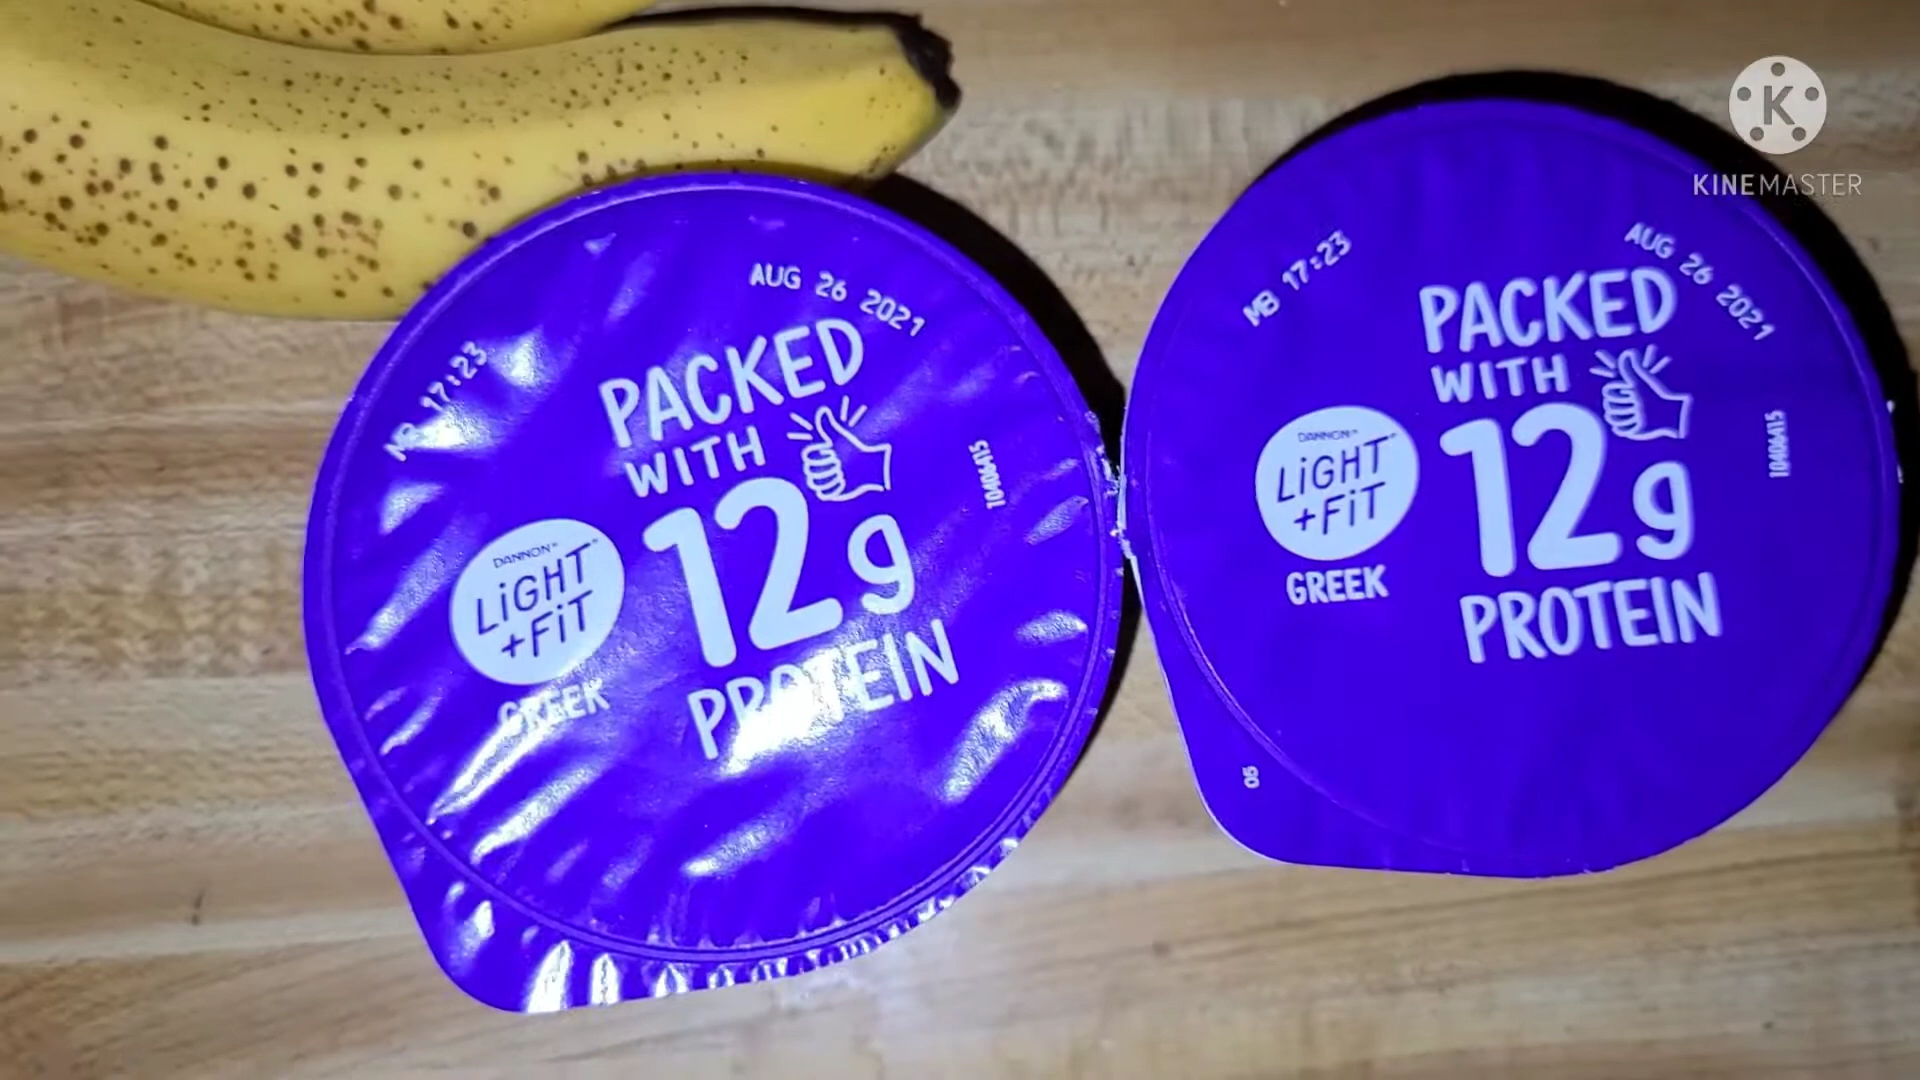 AUG 26 2021
MB 17:23
PACKED
WITH
12g
PROTEIN
DANNON
LiGHT
+FiT
GREEK
10406415
AUG 26 2021
MB 17:23
PACKED
WITH
12g
PROTEIN
DANNON
LiGHT
+FiT
GREEK
10406415
05
K
KINEMASTER